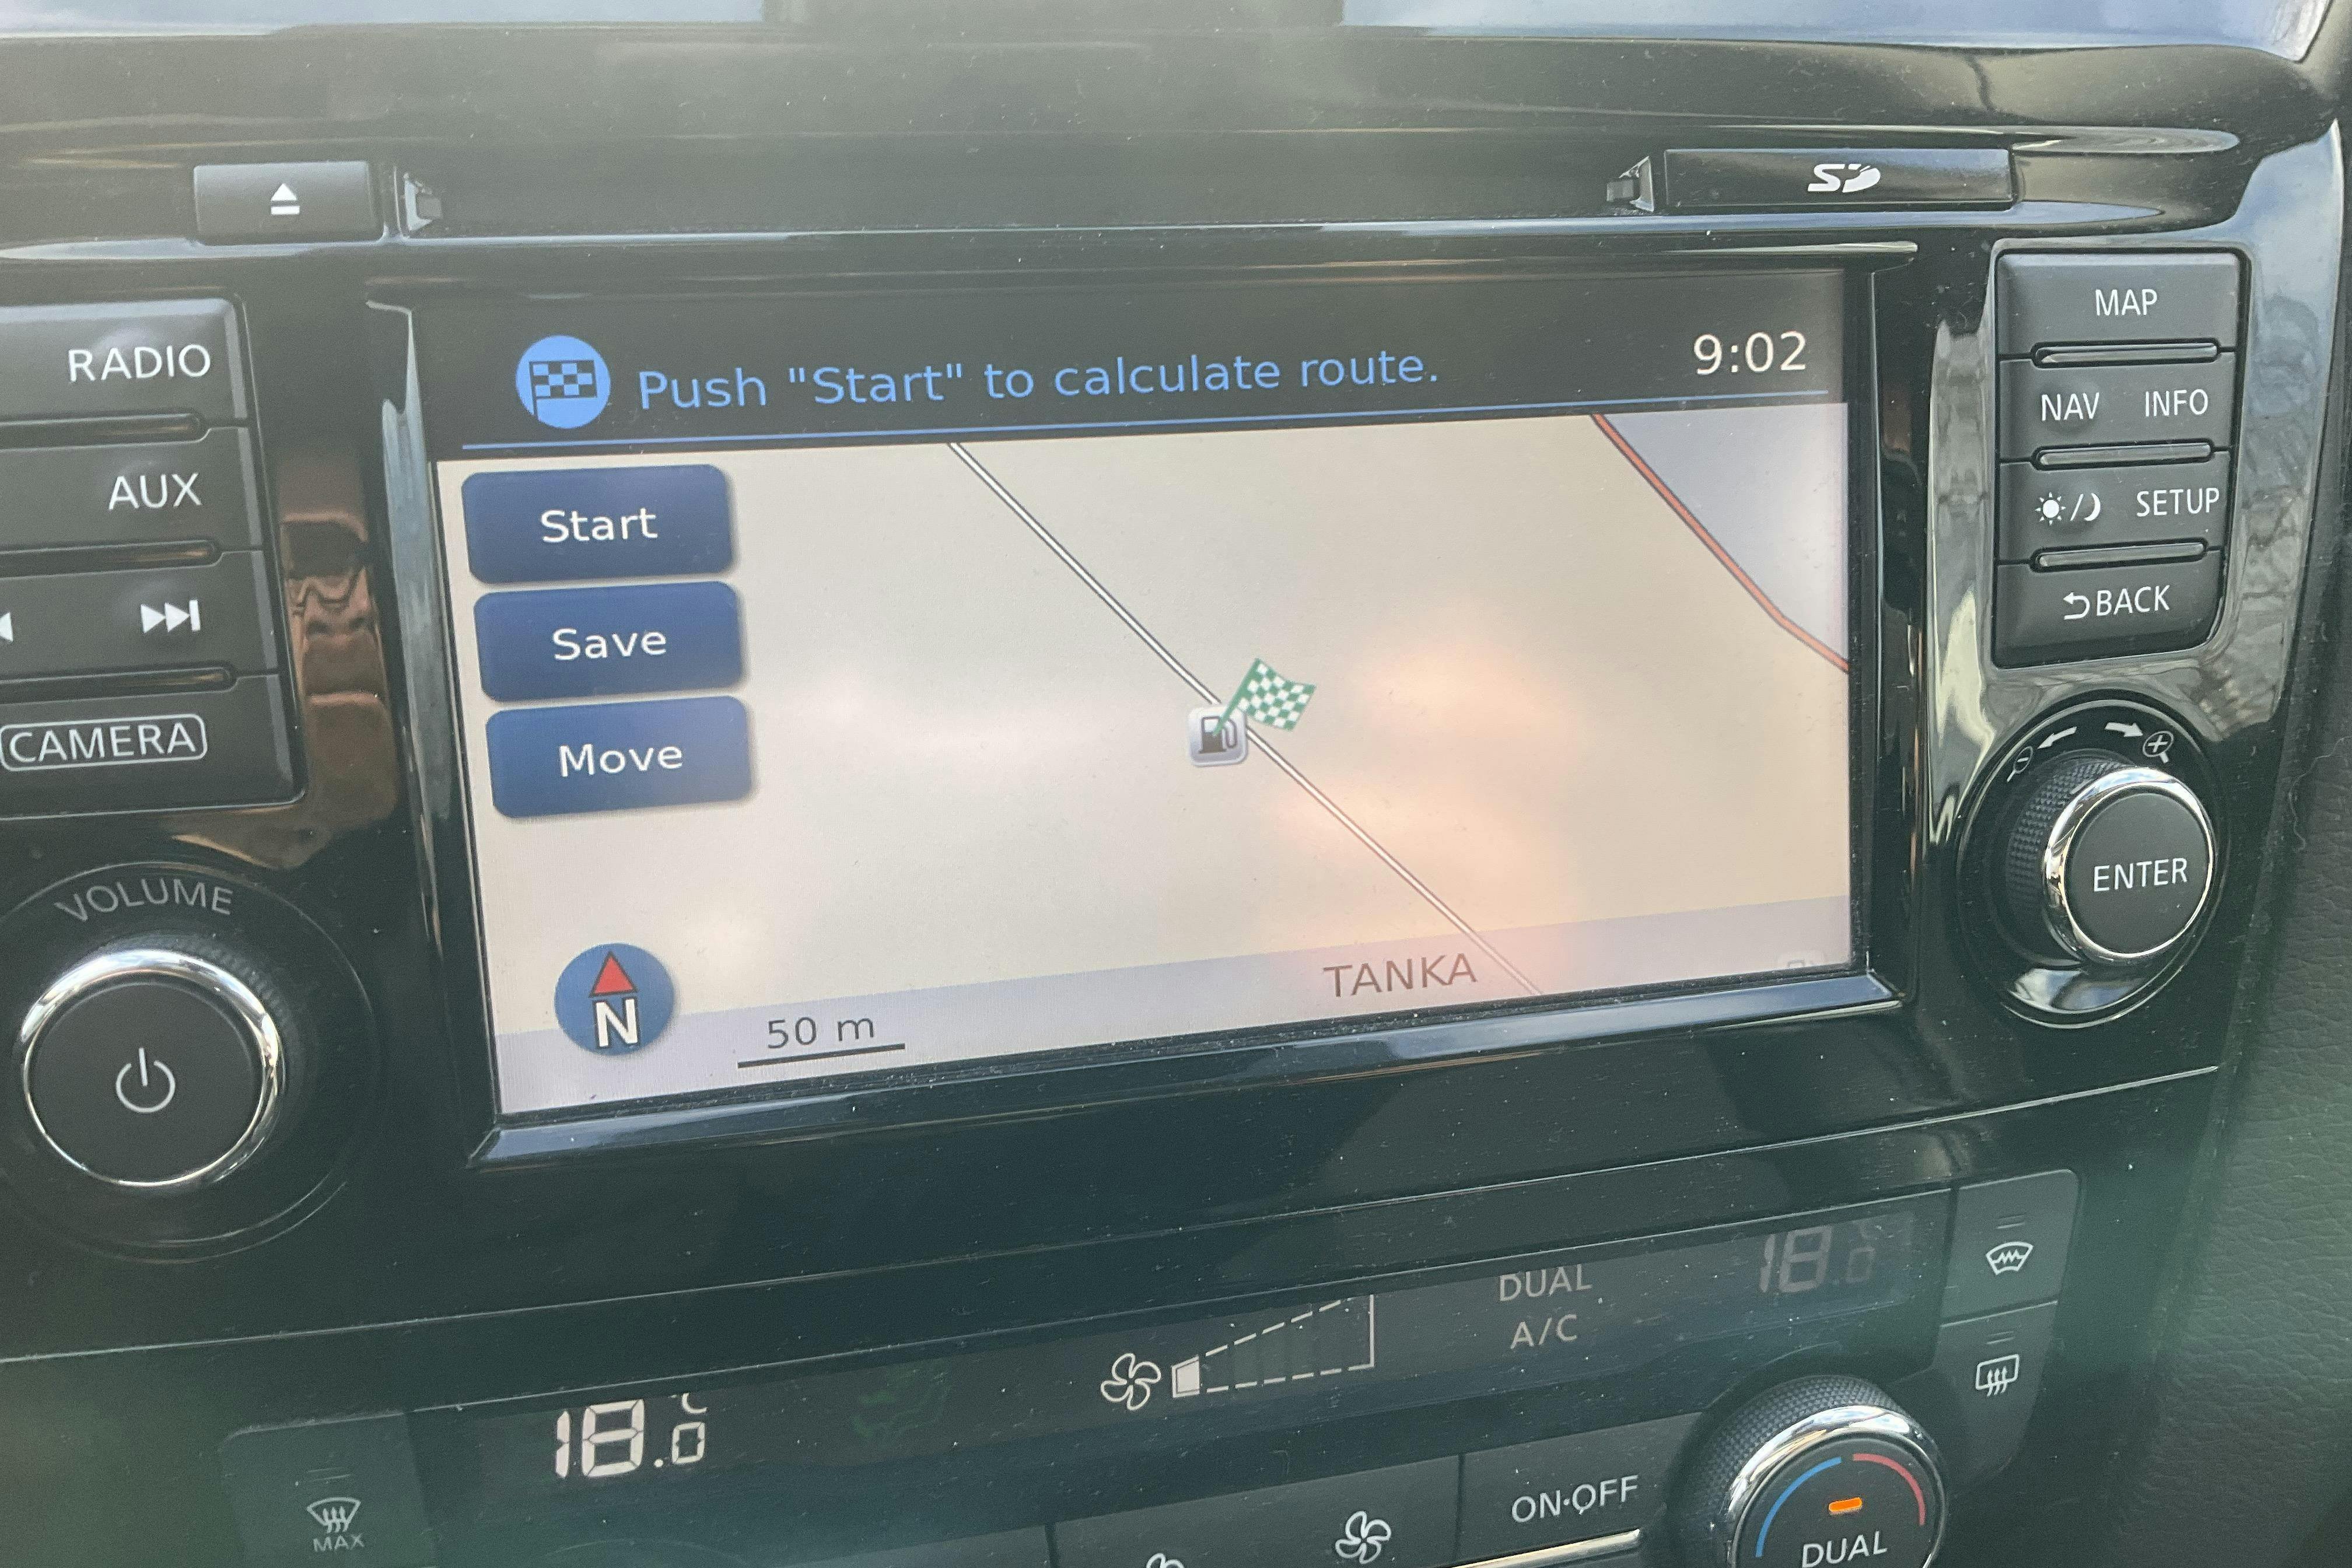 SD
MAP
RADIO
Push "Start" to calculate route.
9:02
NAV INFO
AUX
Start
SETUP
Save
BACK
CAMERA
Move
VOLUME
ENTER
TANKA
N
50 m
DUAL
18.0
A/C
18.0 °C
ON·OFF
MAX
DUAL